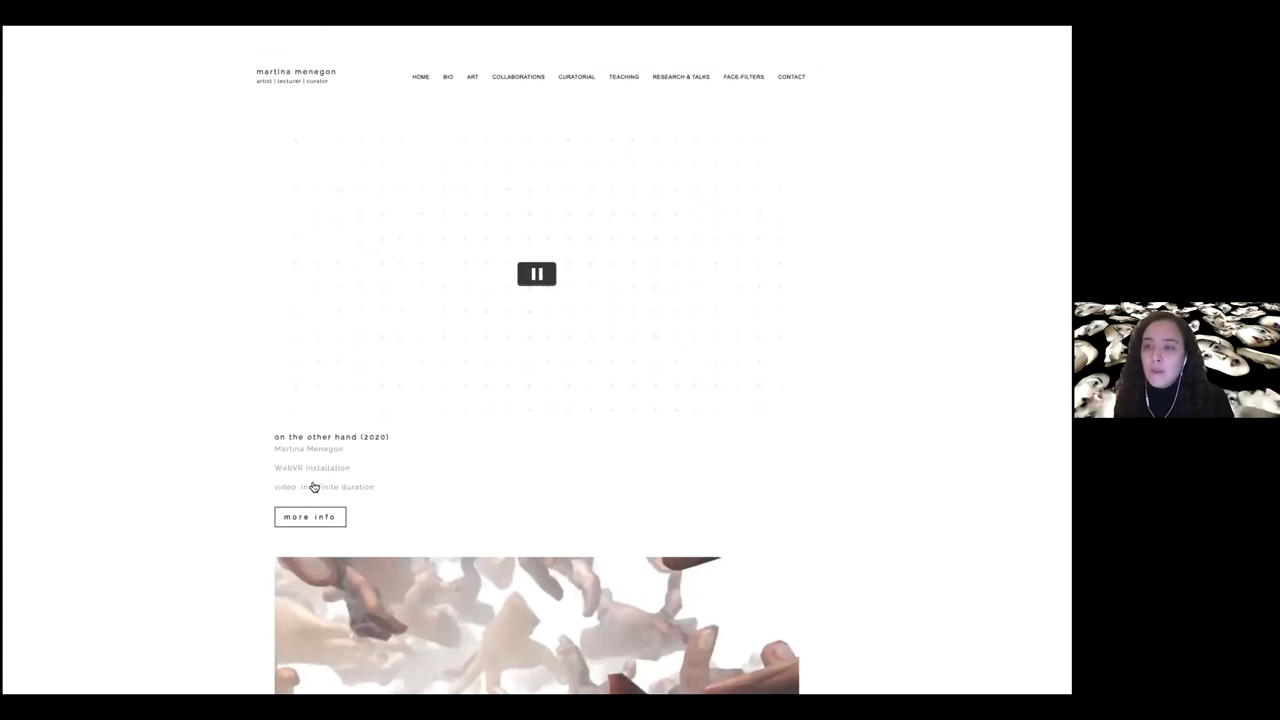 martina menegon
artist | lecturer | curator
HOME BIO ART COLLABORATIONS CURATORIAL TEACHING RESEARCH & TALKS FACE-FILTERS CONTACT
on the other hand (2020)
Martina Menegon
WebVR Installation
video, indefinite duration
more info